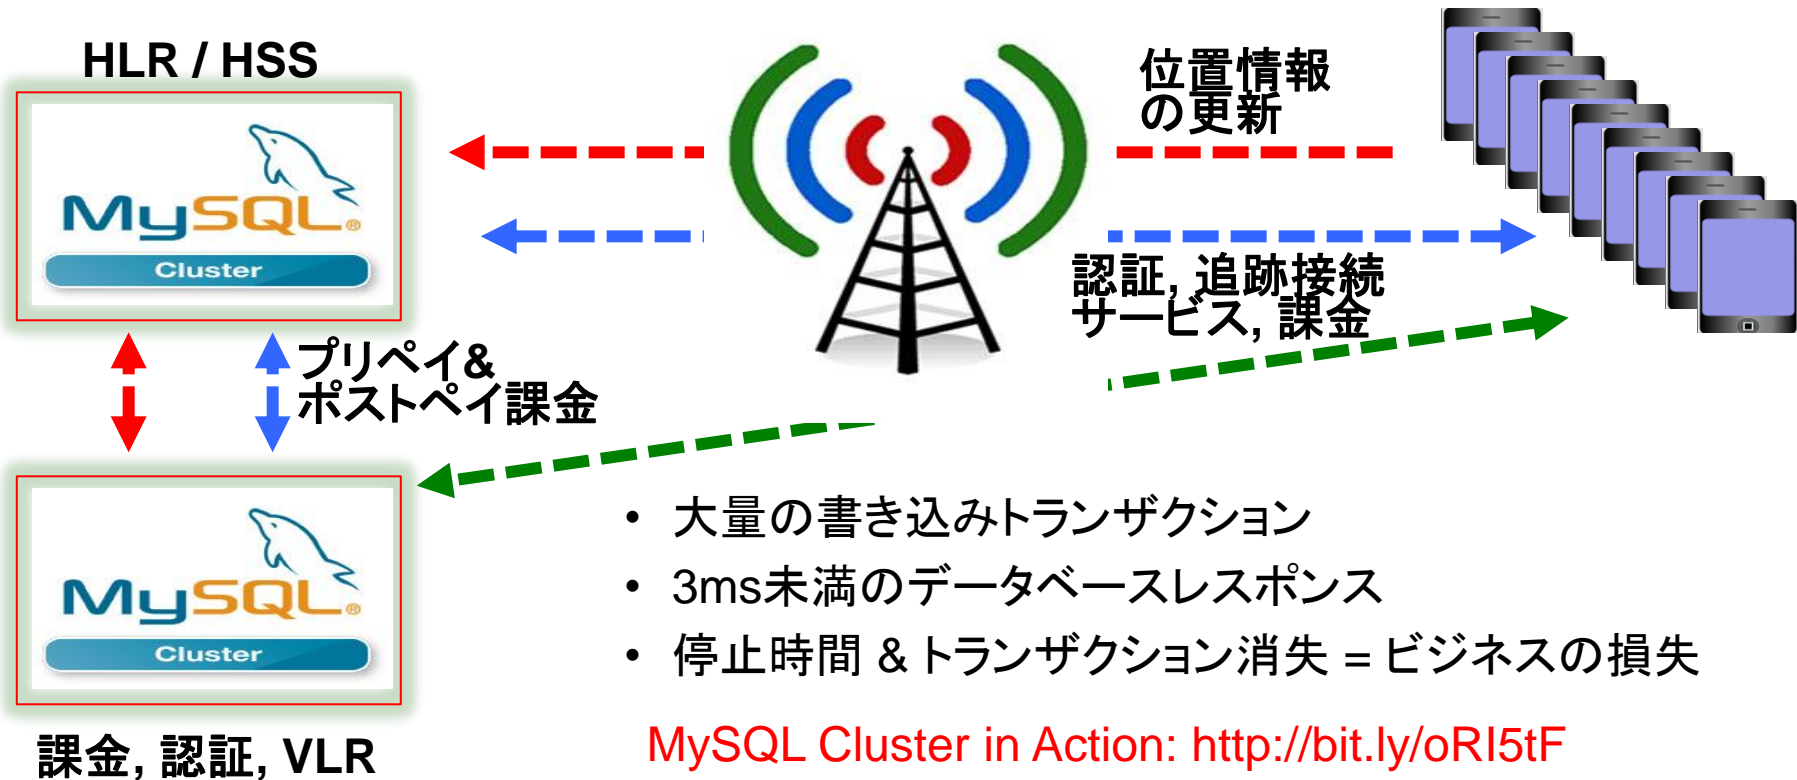 HLR / HSS
MySQL®
Cluster
位置情報
の更新
認証, 追跡接続
サービス, 課金
プリペイ&
ポストペイ課金
MySQL®
Cluster
課金, 認証, VLR
• 大量の書き込みトランザクション
• 3ms未満のデータベースレスポンス
• 停止時間 & トランザクション消失 = ビジネスの損失
MySQL Cluster in Action: http://bit.ly/oRI5tF